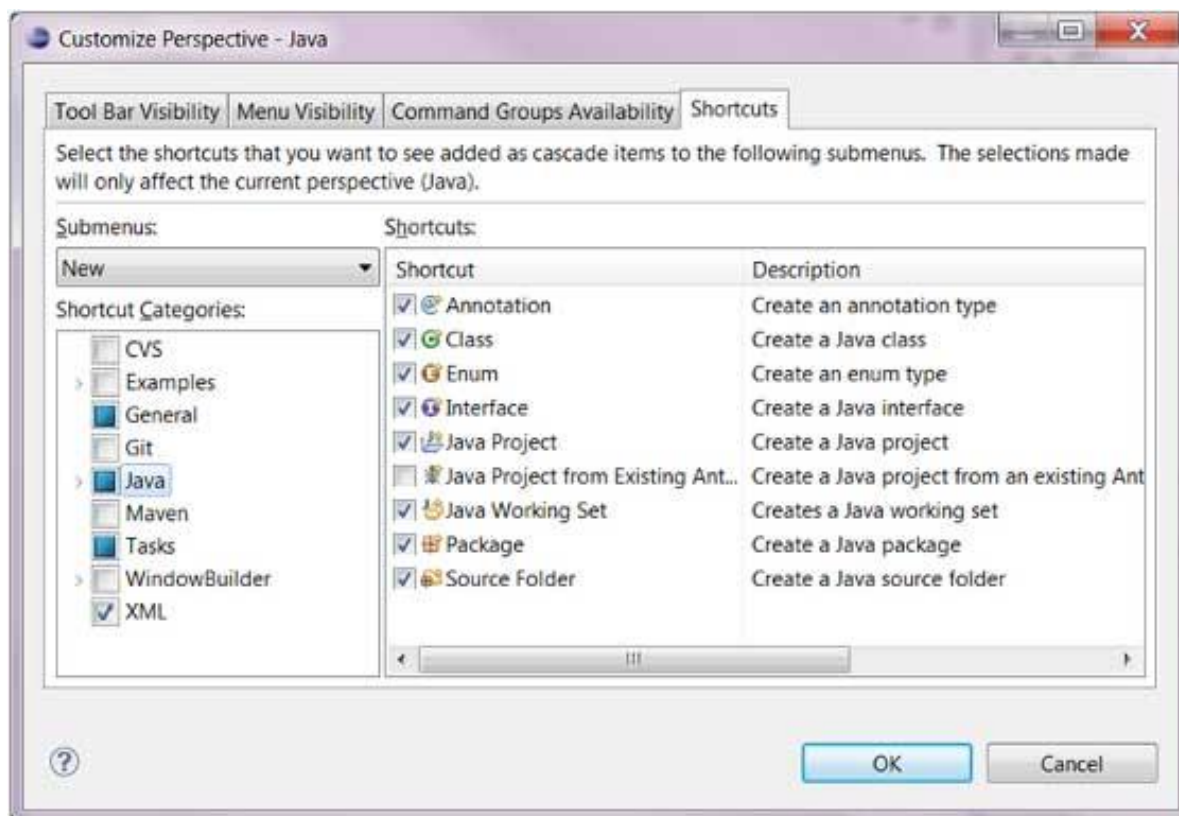 Customize Perspective - Java
Tool Bar Visibility Menu Visibility Command Groups Availability Shortcuts
Select the shortcuts that you want to see added as cascade items to the following submenus. The selections made
will only affect the current perspective (Java).
Submenus:
New
Shortcut Categories:
CVS
Examples
General
Git
Java
Maven
Tasks
WindowBuilder
XML
Shortcuts:
Shortcut Description
Annotation Create an annotation type
Class Create a Java class
Enum Create an enum type
Interface Create a Java interface
Java Project Create a Java project
Java Project from Existing Ant... Create a Java project from an existing Ant
Java Working Set Creates a Java working set
Package Create a Java package
Source Folder Create a Java source folder
OK Cancel